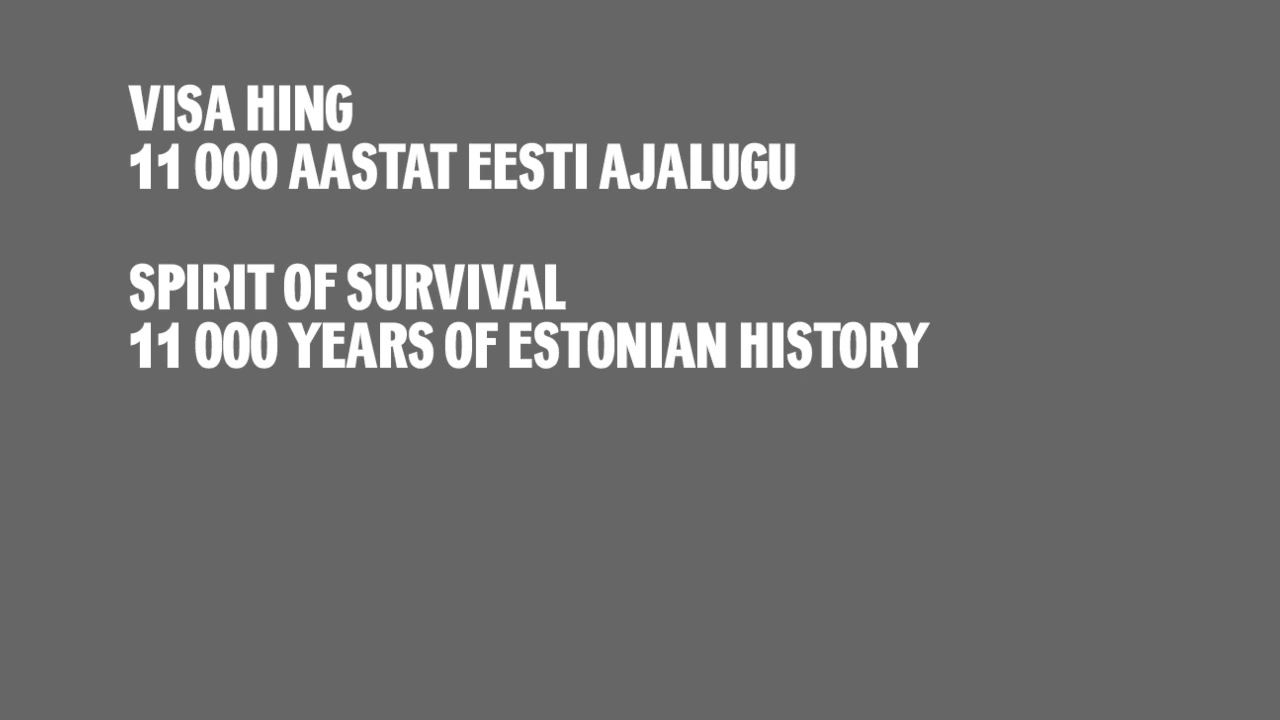 VISA HING
11 000 AASTAT EESTI AJALUGU
SPIRIT OF SURVIVAL
11 000 YEARS OF ESTONIAN HISTORY